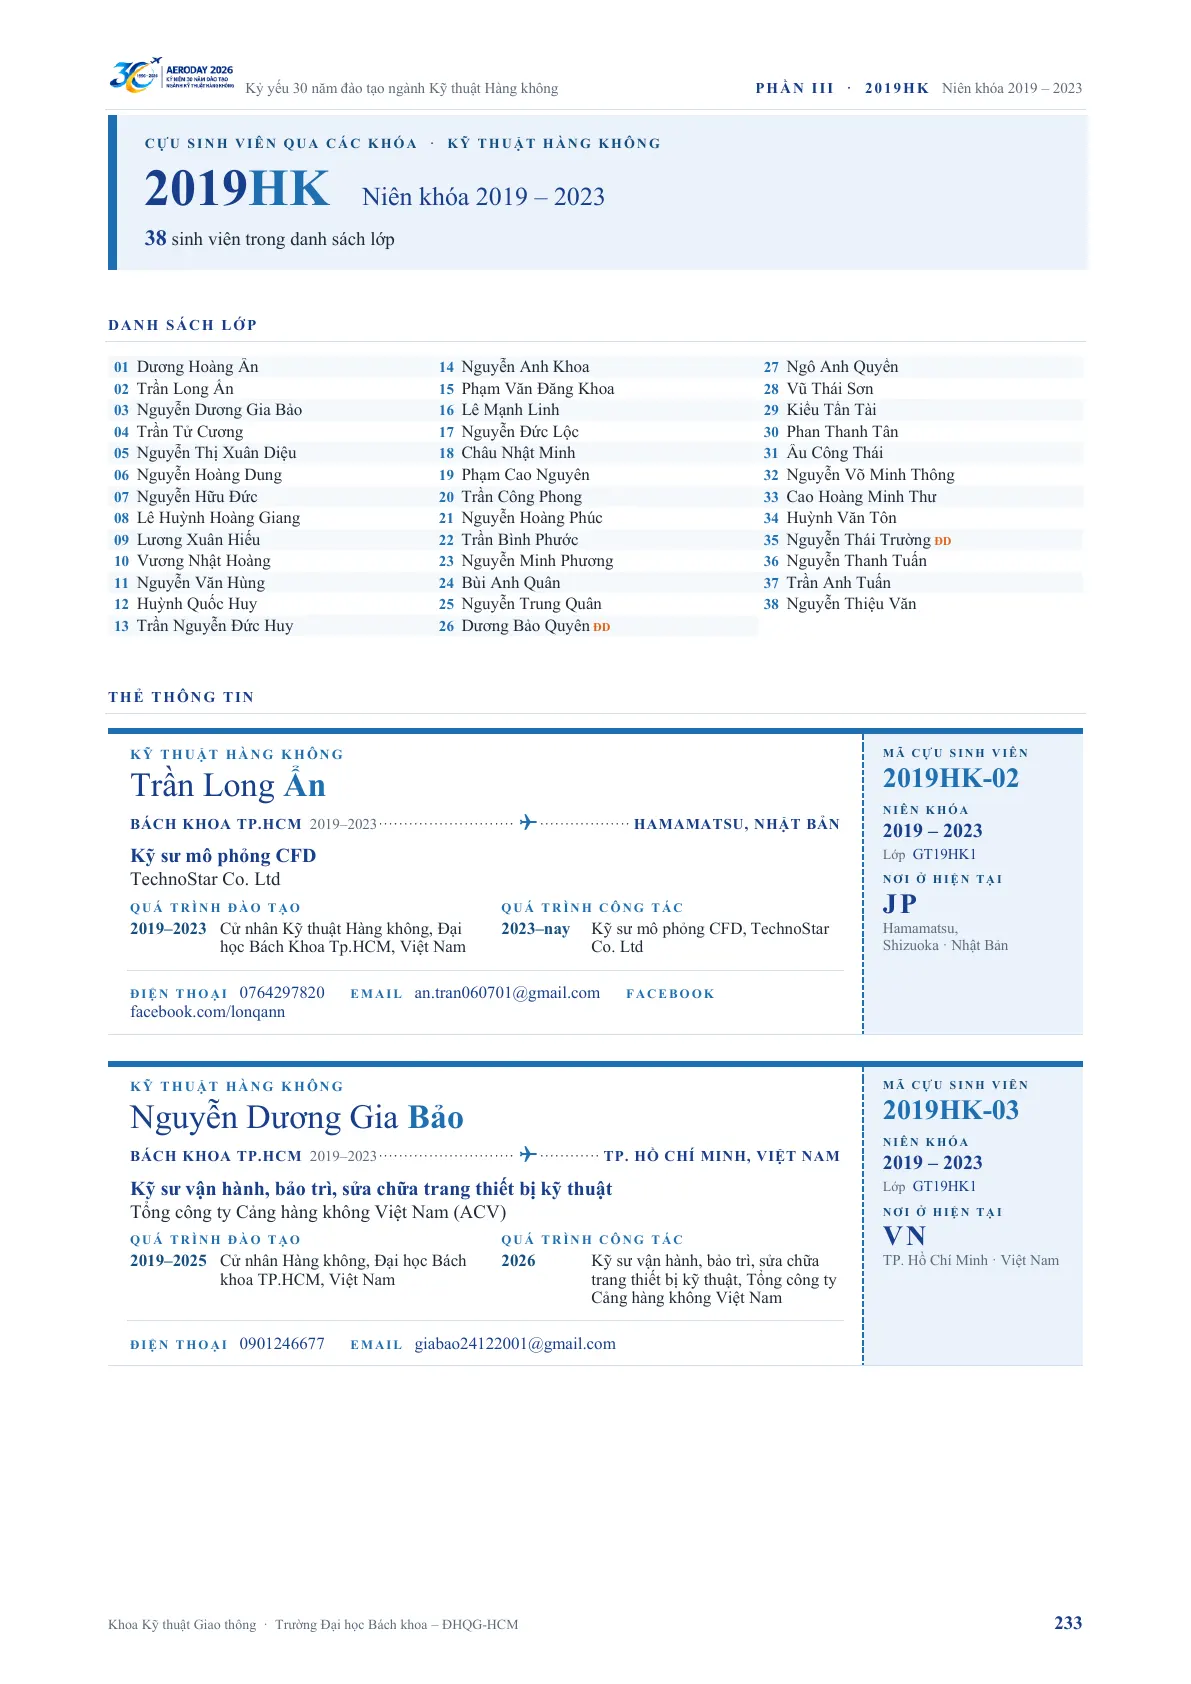 AERODAY 2026
1996 - 2026
KỶ NIỆM 30 NĂM ĐÀO TẠO
NGÀNH KỸ THUẬT HÀNG KHÔNG
Kỷ yếu 30 năm đào tạo ngành Kỹ thuật Hàng không
PHẦN III · 2019HK Niên khóa 2019 – 2023
CỰU SINH VIÊN QUA CÁC KHÓA · KỸ THUẬT HÀNG KHÔNG
2019HK Niên khóa 2019 – 2023
38 sinh viên trong danh sách lớp
DANH SÁCH LỚP
01 Dương Hoàng Ân
02 Trần Long Ẩn
03 Nguyễn Dương Gia Bảo
04 Trần Tử Cương
05 Nguyễn Thị Xuân Diệu
06 Nguyễn Hoàng Dung
07 Nguyễn Hữu Đức
08 Lê Huỳnh Hoàng Giang
09 Lương Xuân Hiếu
10 Vương Nhật Hoàng
11 Nguyễn Văn Hùng
12 Huỳnh Quốc Huy
13 Trần Nguyễn Đức Huy
14 Nguyễn Anh Khoa
15 Phạm Văn Đăng Khoa
16 Lê Mạnh Linh
17 Nguyễn Đức Lộc
18 Châu Nhật Minh
19 Phạm Cao Nguyên
20 Trần Công Phong
21 Nguyễn Hoàng Phúc
22 Trần Bình Phước
23 Nguyễn Minh Phương
24 Bùi Anh Quân
25 Nguyễn Trung Quân
26 Dương Bảo Quyên ĐD
27 Ngô Anh Quyền
28 Vũ Thái Sơn
29 Kiều Tấn Tài
30 Phan Thanh Tân
31 Âu Công Thái
32 Nguyễn Võ Minh Thông
33 Cao Hoàng Minh Thư
34 Huỳnh Văn Tôn
35 Nguyễn Thái Trường ĐD
36 Nguyễn Thanh Tuấn
37 Trần Anh Tuấn
38 Nguyễn Thiệu Văn
THẺ THÔNG TIN
KỸ THUẬT HÀNG KHÔNG
Trần Long Ẩn
BÁCH KHOA TP.HCM 2019–2023 HAMAMATSU, NHẬT BẢN
Kỹ sư mô phỏng CFD
TechnoStar Co. Ltd
QUÁ TRÌNH ĐÀO TẠO
2019–2023 Cử nhân Kỹ thuật Hàng không, Đại
học Bách Khoa Tp.HCM, Việt Nam
QUÁ TRÌNH CÔNG TÁC
2023–nay Kỹ sư mô phỏng CFD, TechnoStar
Co. Ltd
ĐIỆN THOẠI 0764297820 EMAIL an.tran060701@gmail.com FACEBOOK
facebook.com/lonqann
MÃ CỰU SINH VIÊN
2019HK-02
NIÊN KHÓA
2019 – 2023
Lớp GT19HK1
NƠI Ở HIỆN TẠI
JP
Hamamatsu,
Shizuoka · Nhật Bản
KỸ THUẬT HÀNG KHÔNG
Nguyễn Dương Gia Bảo
BÁCH KHOA TP.HCM 2019–2023 TP. HỒ CHÍ MINH, VIỆT NAM
Kỹ sư vận hành, bảo trì, sửa chữa trang thiết bị kỹ thuật
Tổng công ty Cảng hàng không Việt Nam (ACV)
QUÁ TRÌNH ĐÀO TẠO
2019–2025 Cử nhân Hàng không, Đại học Bách
khoa TP.HCM, Việt Nam
QUÁ TRÌNH CÔNG TÁC
2026 Kỹ sư vận hành, bảo trì, sửa chữa
trang thiết bị kỹ thuật, Tổng công ty
Cảng hàng không Việt Nam
ĐIỆN THOẠI 0901246677 EMAIL giabao24122001@gmail.com
MÃ CỰU SINH VIÊN
2019HK-03
NIÊN KHÓA
2019 – 2023
Lớp GT19HK1
NƠI Ở HIỆN TẠI
VN
TP. Hồ Chí Minh · Việt Nam
Khoa Kỹ thuật Giao thông · Trường Đại học Bách khoa – ĐHQG-HCM
233